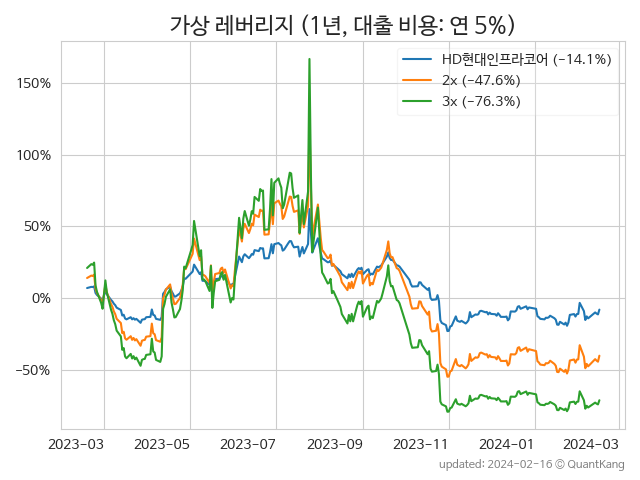 가상 레버리지 (1년, 대출 비용: 연 5%)
HD현대인프라코어 (−14.1%)
2x (−47.6%)
3x (−76.3%)
150%
100%
50%
0%
−50%
2023−03 2023−05 2023−07 2023−09 2023−11 2024−01 2024−03
updated: 2024-02-16 © QuantKang